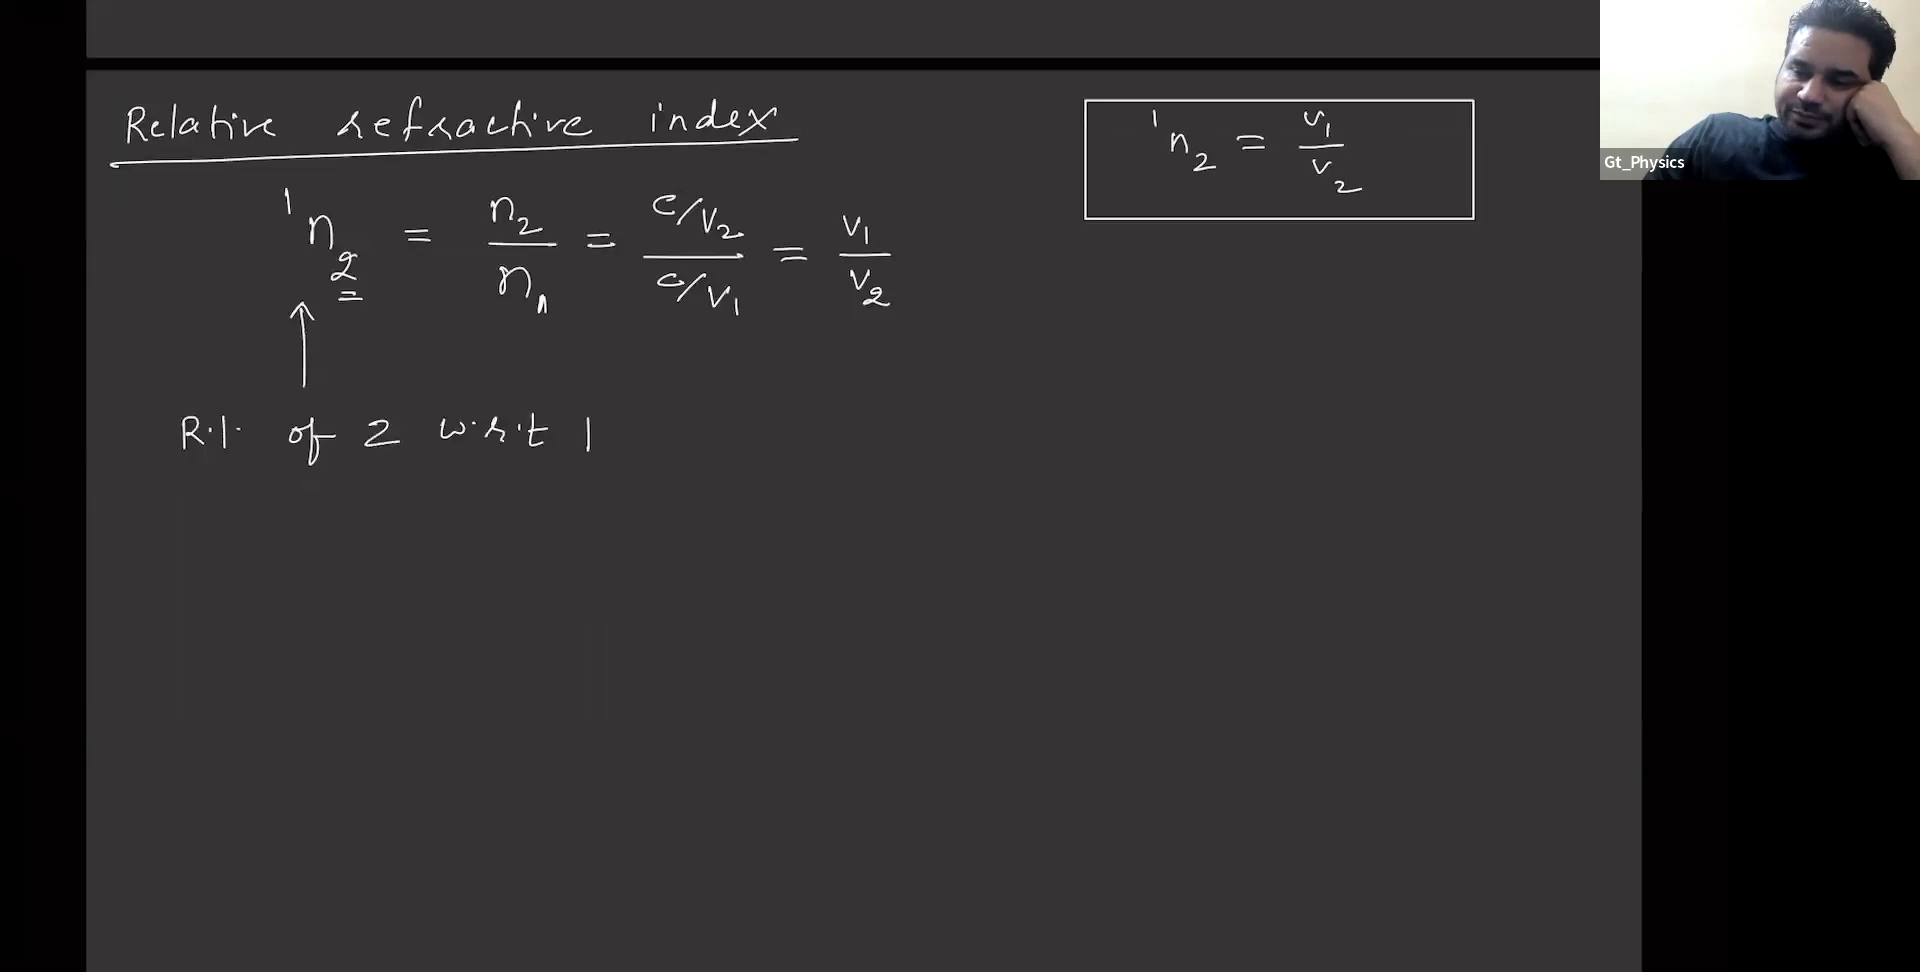 Relative refractive index
¹n₂ = n₂/n₁ = (c/v₂)/(c/v₁) = v₁/v₂
R.I. of 2 w.r.t 1
¹n₂ = v₁/v₂
Gt_Physics